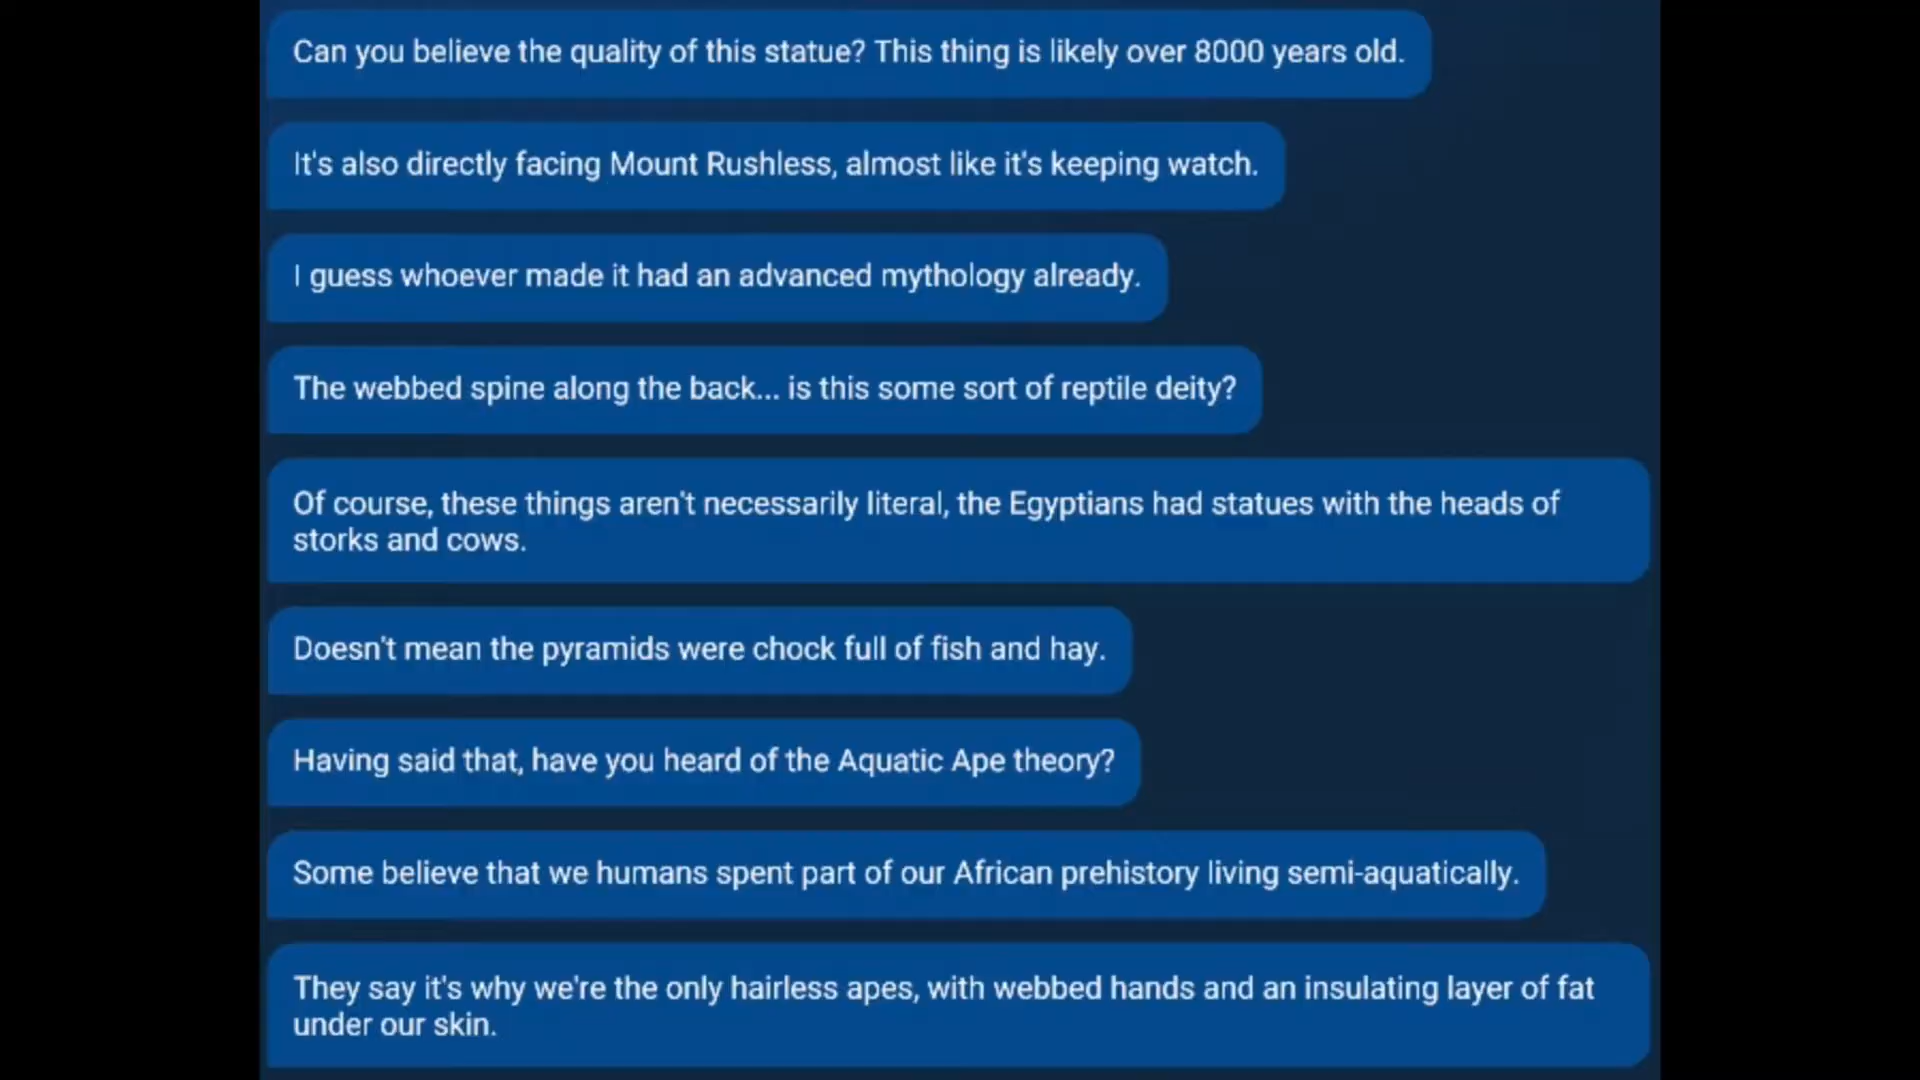 Can you believe the quality of this statue? This thing is likely over 8000 years old.
It's also directly facing Mount Rushless, almost like it's keeping watch.
I guess whoever made it had an advanced mythology already.
The webbed spine along the back... is this some sort of reptile deity?
Of course, these things aren't necessarily literal, the Egyptians had statues with the heads of
storks and cows.
Doesn't mean the pyramids were chock full of fish and hay.
Having said that, have you heard of the Aquatic Ape theory?
Some believe that we humans spent part of our African prehistory living semi-aquatically.
They say it's why we're the only hairless apes, with webbed hands and an insulating layer of fat
under our skin.